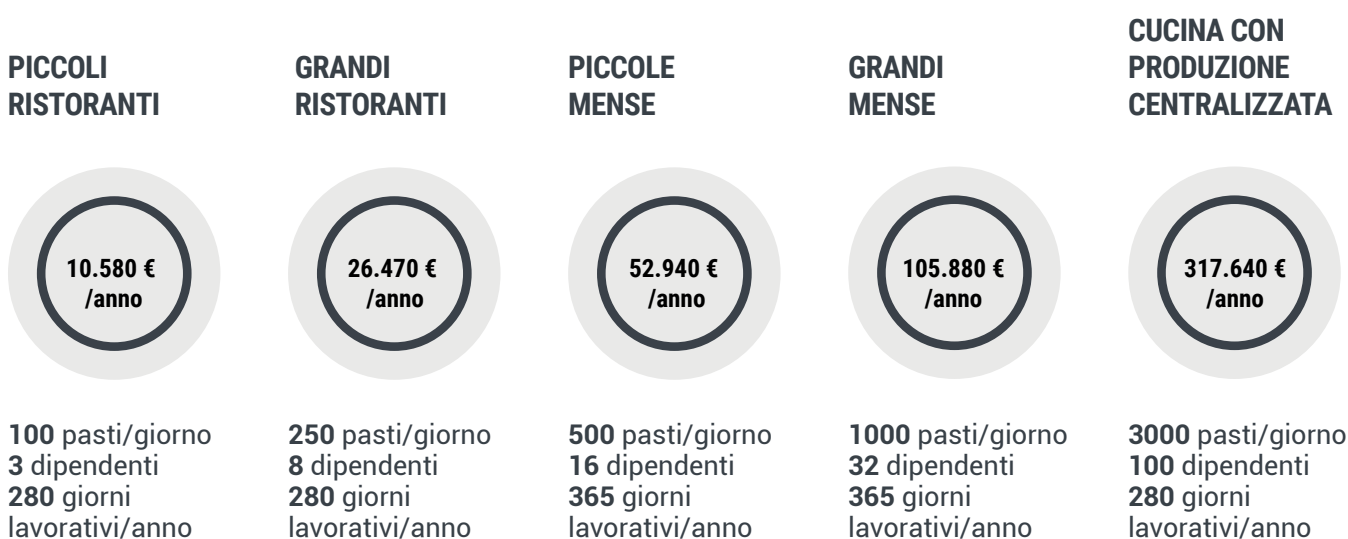 PICCOLI
RISTORANTI
GRANDI
RISTORANTI
PICCOLE
MENSE
GRANDI
MENSE
CUCINA CON
PRODUZIONE
CENTRALIZZATA
10.580 €
/anno
26.470 €
/anno
52.940 €
/anno
105.880 €
/anno
317.640 €
/anno
100 pasti/giorno
3 dipendenti
280 giorni
lavorativi/anno
250 pasti/giorno
8 dipendenti
280 giorni
lavorativi/anno
500 pasti/giorno
16 dipendenti
365 giorni
lavorativi/anno
1000 pasti/giorno
32 dipendenti
365 giorni
lavorativi/anno
3000 pasti/giorno
100 dipendenti
280 giorni
lavorativi/anno